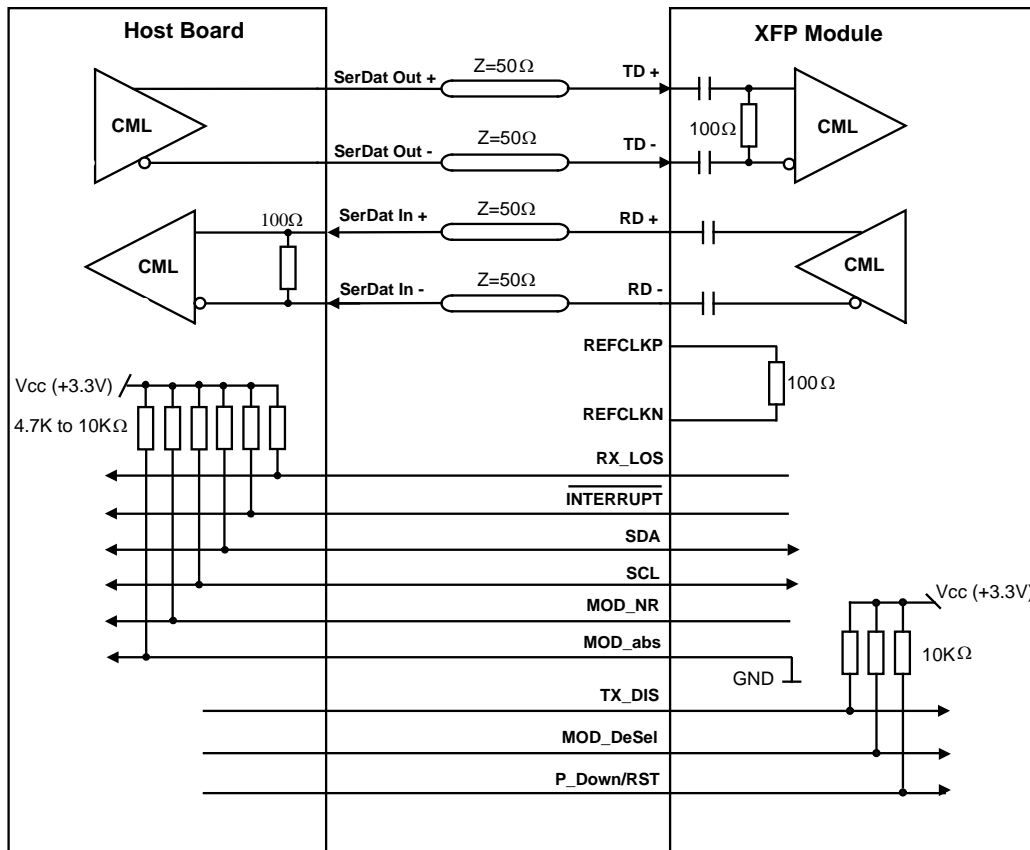 Host Board
XFP Module
SerDat Out +
Z=50Ω
TD +
CML
100Ω
CML
SerDat Out -
Z=50Ω
TD -
SerDat In +
Z=50Ω
RD +
100Ω
CML
CML
SerDat In -
Z=50Ω
RD -
REFCLKP
Vcc (+3.3V)
100Ω
4.7K to 10KΩ
REFCLKN
RX_LOS
INTERRUPT
SDA
SCL
Vcc (+3.3V)
MOD_NR
MOD_abs
10KΩ
GND
TX_DIS
MOD_DeSel
P_Down/RST